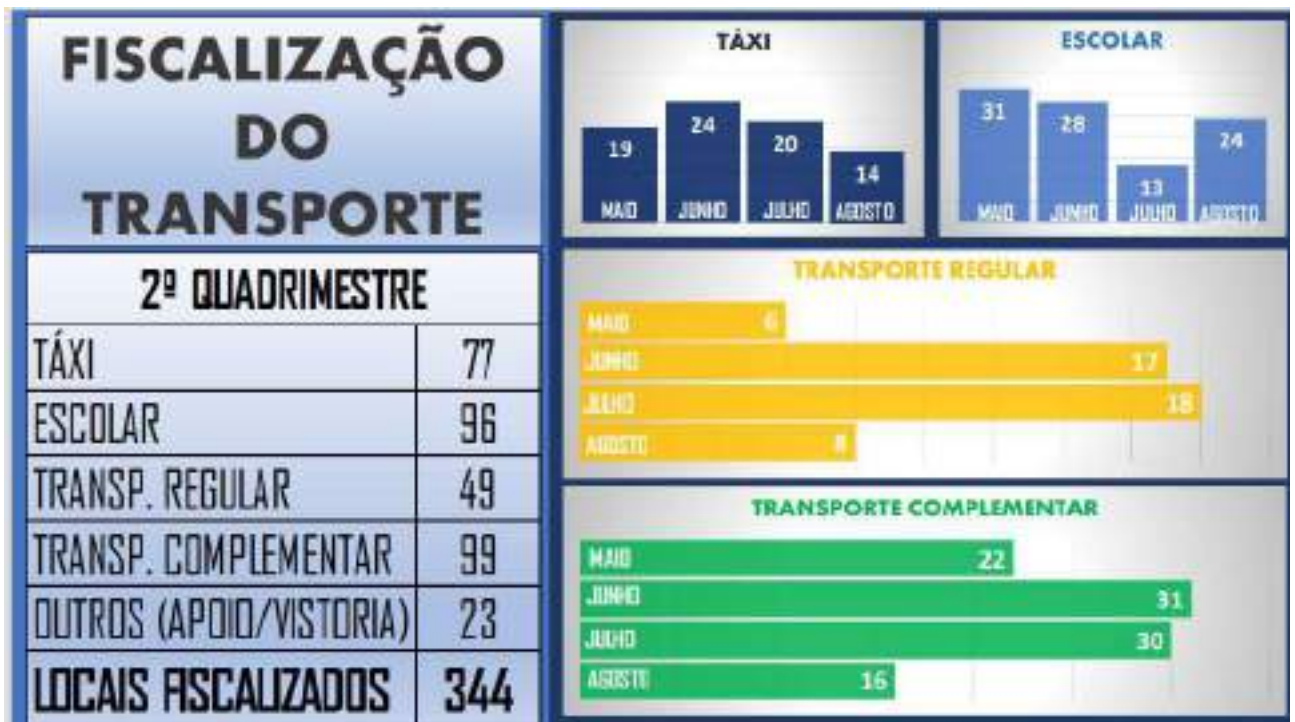 FISCALIZAÇÃO
DO
TRANSPORTE
2º QUADRIMESTRE
TÁXI 77
ESCOLAR 96
TRANSP. REGULAR 49
TRANSP. COMPLEMENTAR 99
OUTROS (APOIO/VISTORIA) 23
LOCAIS FISCALIZADOS 344
TÁXI
19 24 20 14
MAIO JUNHO JULHO AGOSTO
ESCOLAR
31 28 13 24
MAIO JUNHO JULHO AGOSTO
TRANSPORTE REGULAR
MAIO 6
JUNHO 17
JULHO 18
AGOSTO 8
TRANSPORTE COMPLEMENTAR
MAIO 22
JUNHO 31
JULHO 30
AGOSTO 16